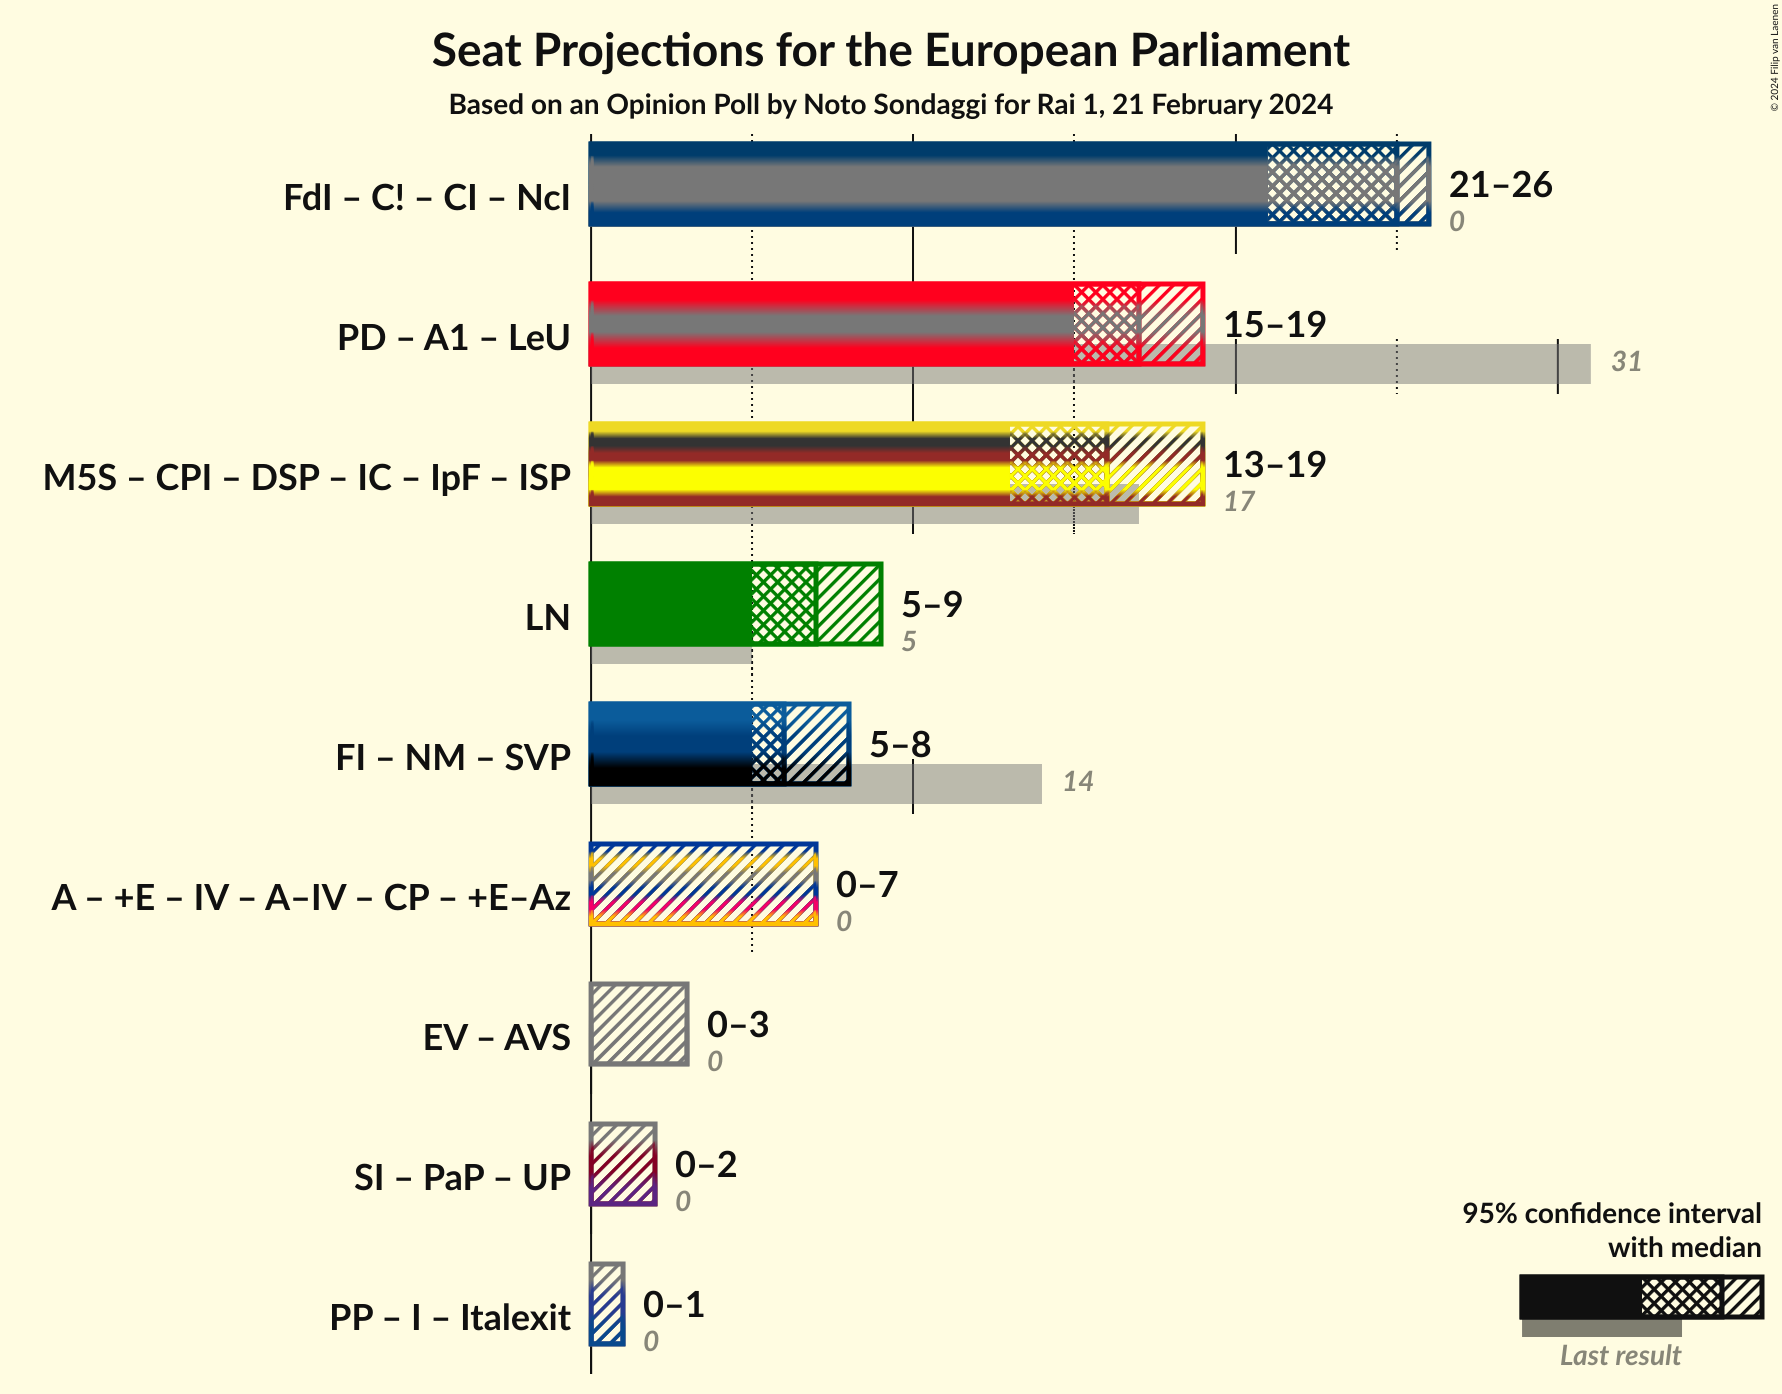 Seat Projections for the European Parliament
Based on an Opinion Poll by Noto Sondaggi for Rai 1, 21 February 2024
© 2024 Filip van Laenen
FdI – C! – CI – NcI
21–26
0
PD – A1 – LeU
15–19
31
M5S – CPI – DSP – IC – IpF – ISP
13–19
17
LN
5–9
5
FI – NM – SVP
5–8
14
A – +E – IV – A–IV – CP – +E–Az
0–7
0
EV – AVS
0–3
0
SI – PaP – UP
0–2
0
PP – I – Italexit
0–1
0
95% confidence interval
with median
Last result